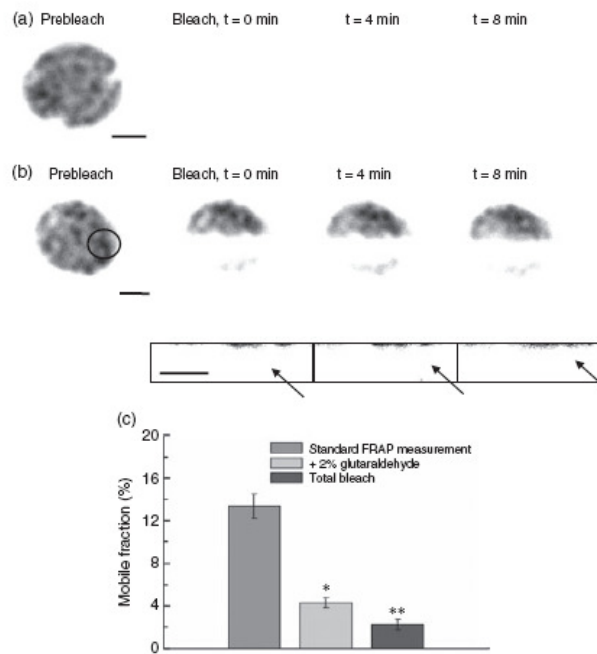 (a) Prebleach Bleach, t = 0 min t = 4 min t = 8 min
(b) Prebleach Bleach, t = 0 min t = 4 min t = 8 min
(c)
20
16
12
8
4
0
Mobile fraction (%)
Standard FRAP measurement
+ 2% glutaraldehyde
Total bleach
*
**